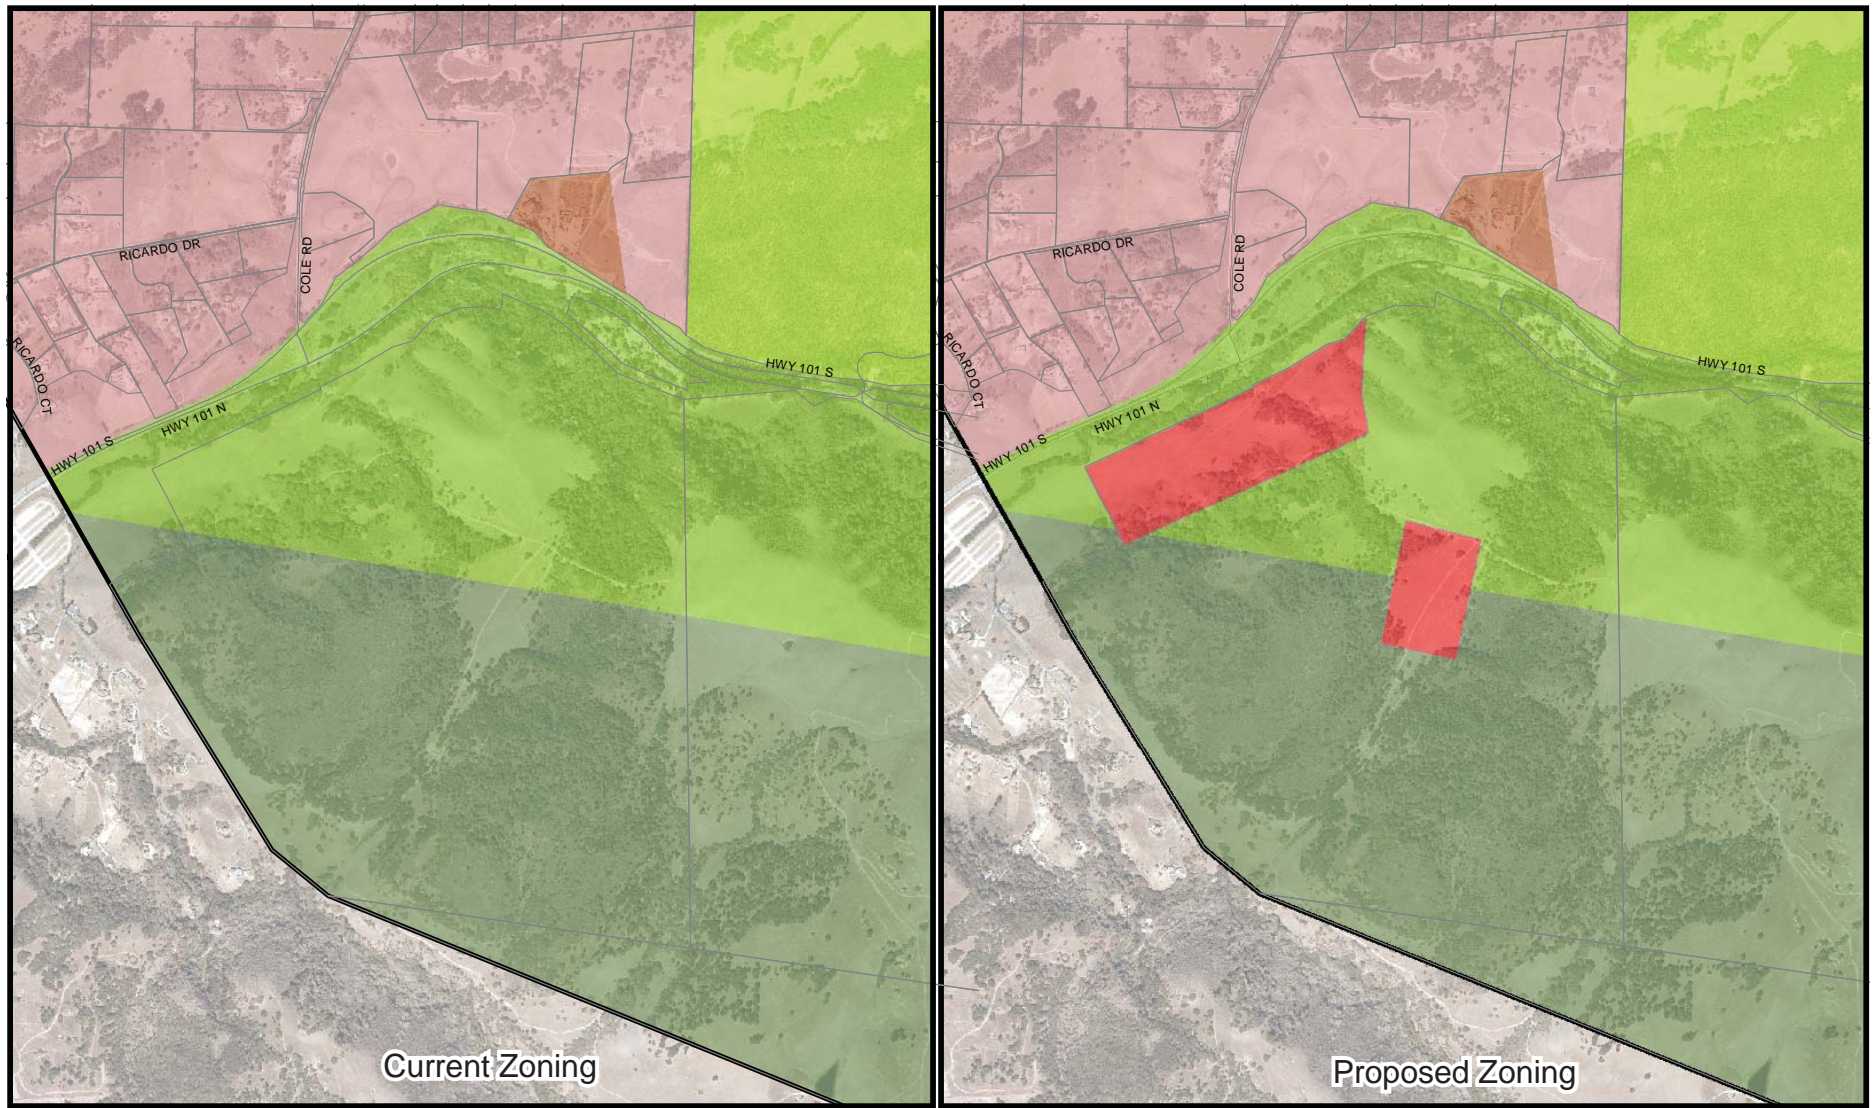 RICARDO DR
COLE RD
RICARDO CT
HWY 101 S
HWY 101 N
HWY 101 S
Current Zoning
RICARDO DR
COLE RD
RICARDO CT
HWY 101 S
HWY 101 N
HWY 101 S
Proposed Zoning